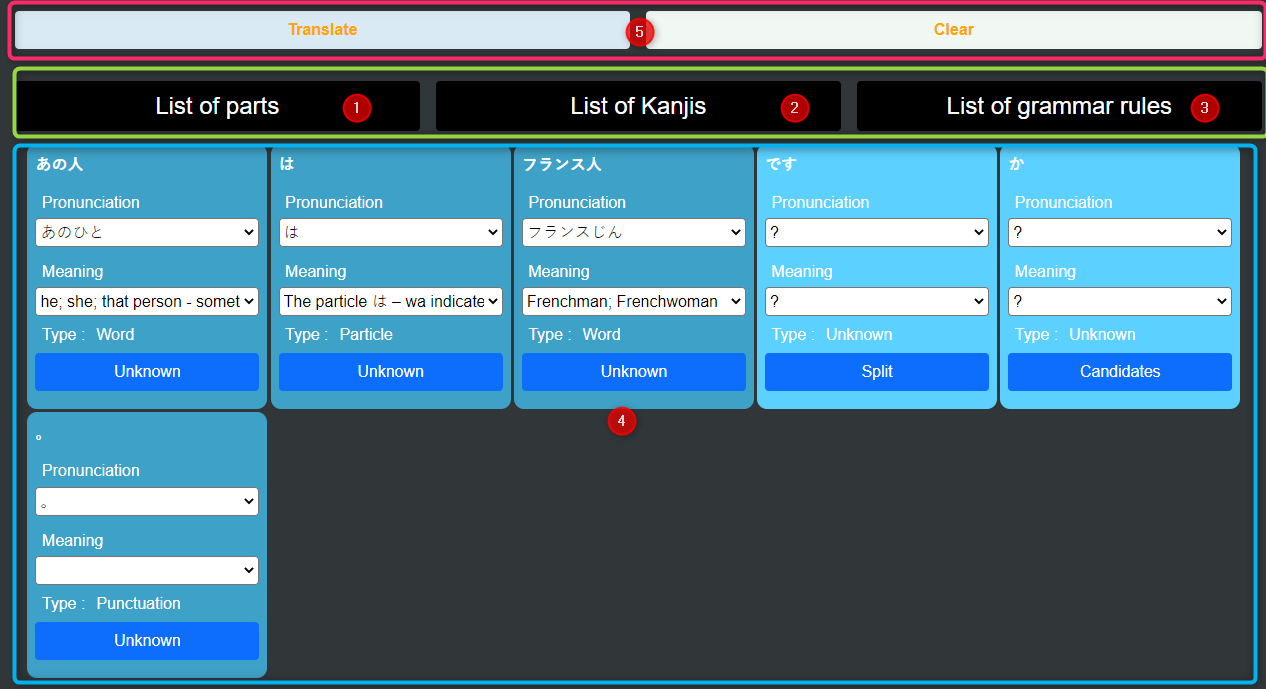 Translate 5 Clear
List of parts 1 List of Kanjis 2 List of grammar rules 3
あの人 は フランス人 です か
Pronunciation Pronunciation Pronunciation Pronunciation Pronunciation
あのひと は フランスじん ? ?
Meaning Meaning Meaning Meaning Meaning
he; she; that person - somet The particle は – wa indicate Frenchman; Frenchwoman ? ?
Type : Word Type : Particle Type : Word Type : Unknown Type : Unknown
Unknown Unknown Unknown Split Candidates
4
。
Pronunciation
。
Meaning
Type : Punctuation
Unknown